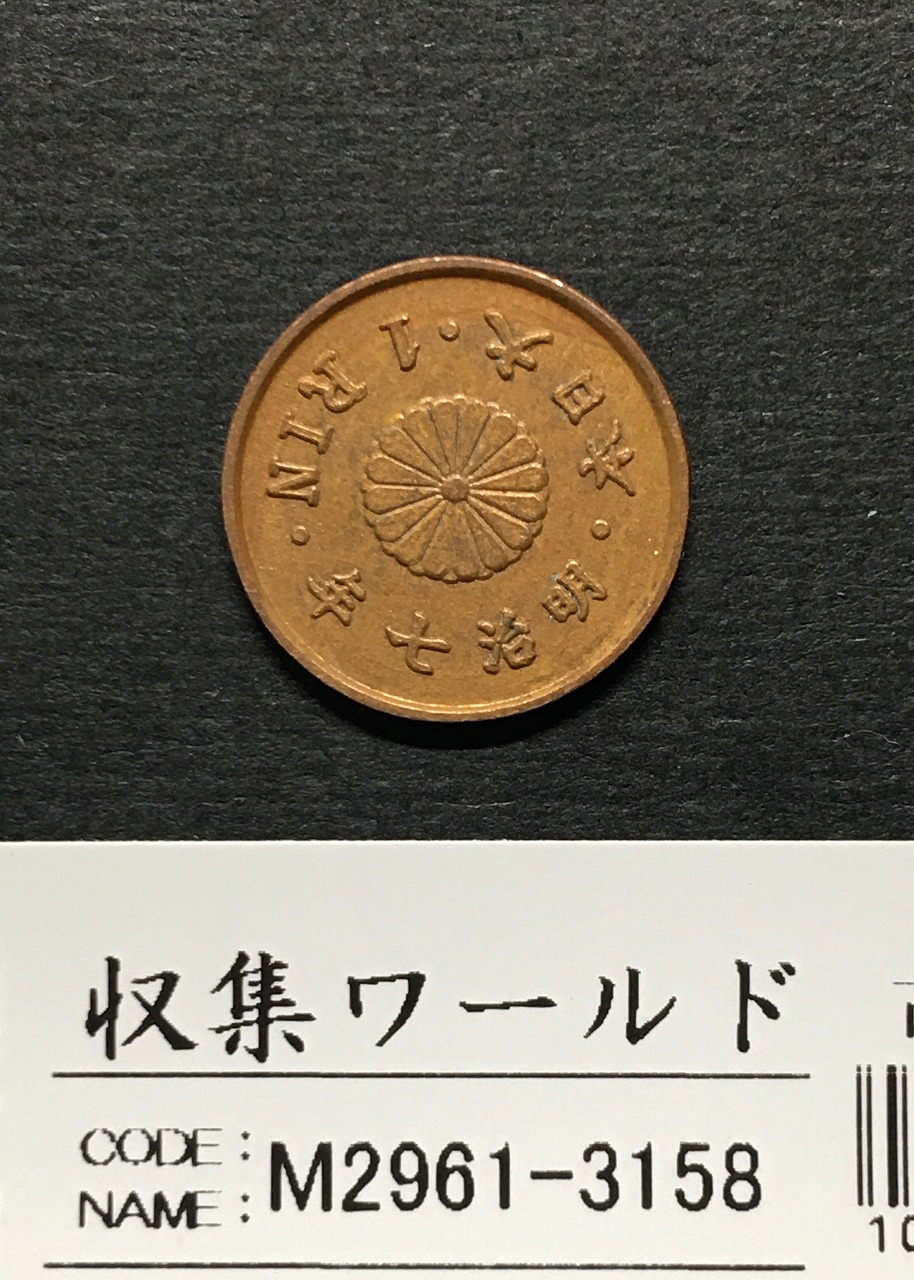 大日本・明治七年・1 RIN・
収集ワールド
CODE:
M2961-3158
NAME:
10